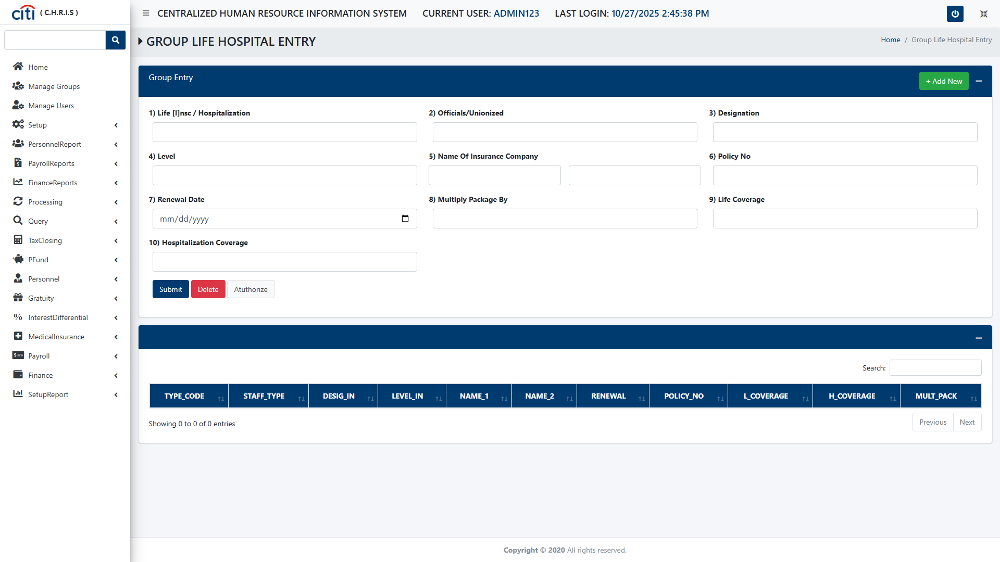 citi ( C.H.R.I.S )
CENTRALIZED HUMAN RESOURCE INFORMATION SYSTEM CURRENT USER: ADMIN123 LAST LOGIN: 10/27/2025 2:45:38 PM
GROUP LIFE HOSPITAL ENTRY
Home / Group Life Hospital Entry
Home
Manage Groups
Manage Users
Setup
PersonnelReport
PayrollReports
FinanceReports
Processing
Query
TaxClosing
PFund
Personnel
Gratuity
InterestDifferential
MedicalInsurance
Payroll
Finance
SetupReport
Group Entry
+ Add New
1) Life [I]nsc / Hospitalization
2) Officials/Unionized
3) Designation
4) Level
5) Name Of Insurance Company
6) Policy No
7) Renewal Date
mm/dd/yyyy
8) Multiply Package By
9) Life Coverage
10) Hospitalization Coverage
Submit Delete Atuthorize
Search:
TYPE_CODE STAFF_TYPE DESIG_IN LEVEL_IN NAME_1 NAME_2 RENEWAL POLICY_NO L_COVERAGE H_COVERAGE MULT_PACK
Showing 0 to 0 of 0 entries
Previous Next
Copyright © 2020 All rights reserved.